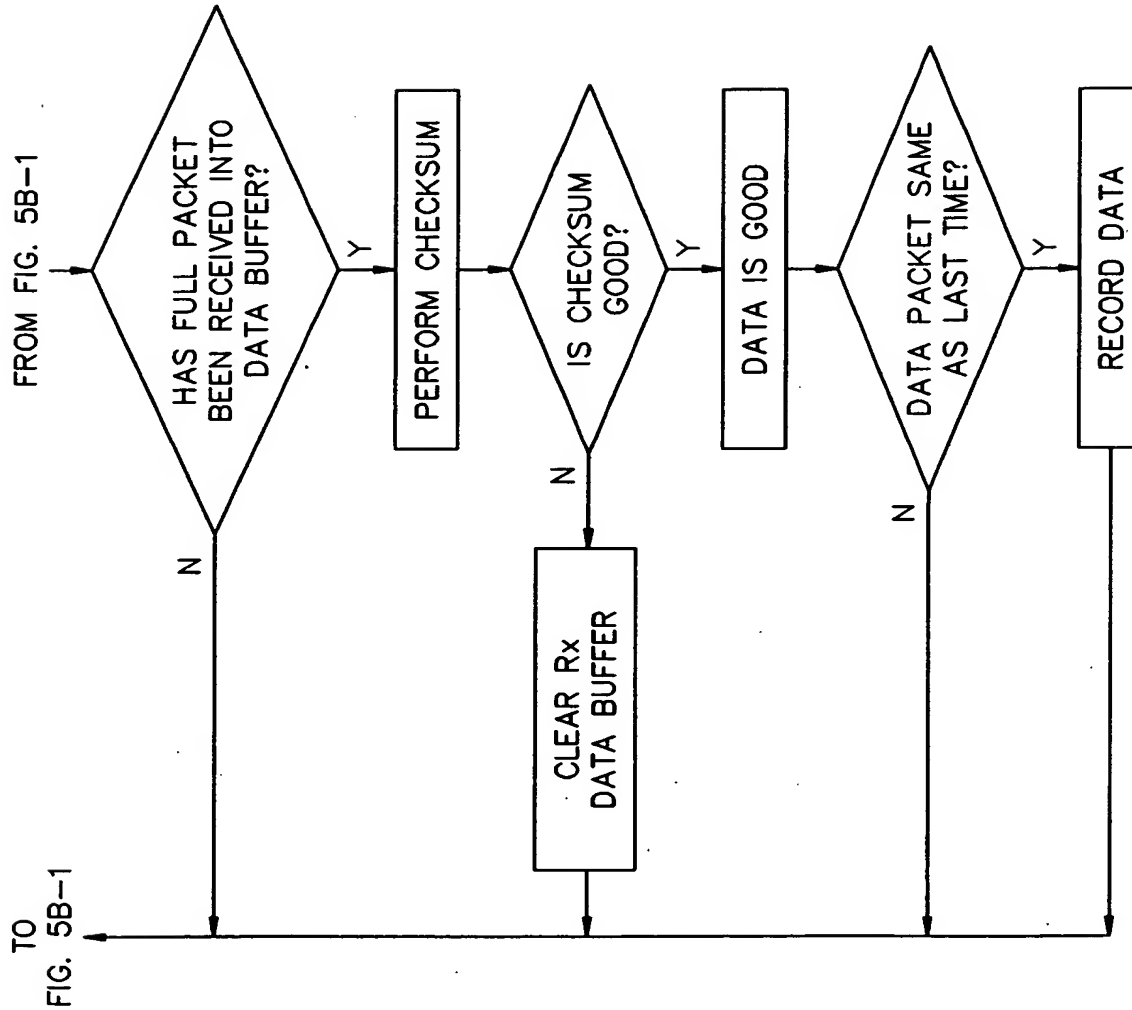 FROM FIG. 5B-1
TO
FIG. 5B-1
HAS FULL PACKET
BEEN RECEIVED INTO
DATA BUFFER?
N
Y
PERFORM CHECKSUM
IS CHECKSUM
GOOD?
N
Y
CLEAR Rx
DATA BUFFER
DATA IS GOOD
DATA PACKET SAME
AS LAST TIME?
N
Y
RECORD DATA